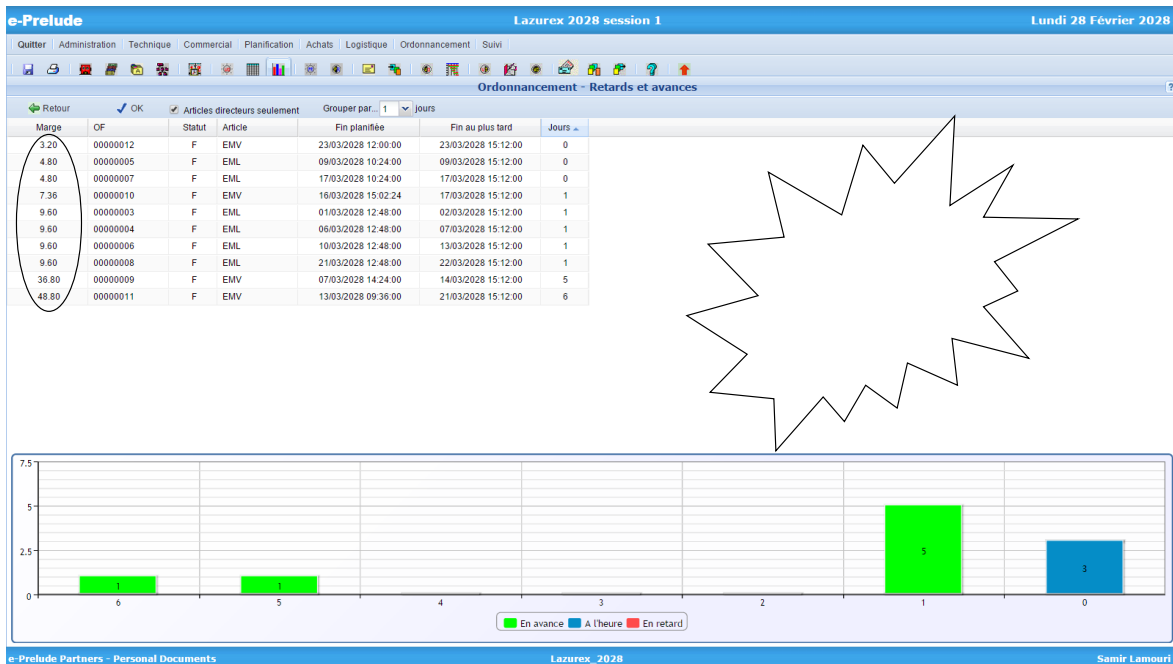 e-Prelude Lazurex 2028 session 1 Lundi 28 Février 2028
Quitter Administration Technique Commercial Planification Achats Logistique Ordonnancement Suivi
Ordonnancement - Retards et avances ?
Retour OK Articles directeurs seulement Grouper par... 1 jours
Marge OF Statut Article Fin planifiée Fin au plus tard Jours
3.20 00000012 F EMV 23/03/2028 12:00:00 23/03/2028 15:12:00 0
4.80 00000005 F EML 09/03/2028 10:24:00 09/03/2028 15:12:00 0
4.80 00000007 F EML 17/03/2028 10:24:00 17/03/2028 15:12:00 0
7.36 00000010 F EMV 16/03/2028 15:02:24 17/03/2028 15:12:00 1
9.60 00000003 F EML 01/03/2028 12:48:00 02/03/2028 15:12:00 1
9.60 00000004 F EML 06/03/2028 12:48:00 07/03/2028 15:12:00 1
9.60 00000006 F EML 10/03/2028 12:48:00 13/03/2028 15:12:00 1
9.60 00000008 F EML 21/03/2028 12:48:00 22/03/2028 15:12:00 1
36.80 00000009 F EMV 07/03/2028 14:24:00 14/03/2028 15:12:00 5
48.80 00000011 F EMV 13/03/2028 09:36:00 21/03/2028 15:12:00 6
7.5
5
2.5
0
1 1 5 3
6 5 4 3 2 1 0
En avance A l'heure En retard
e-Prelude Partners - Personal Documents Lazurex_2028 Samir Lamouri